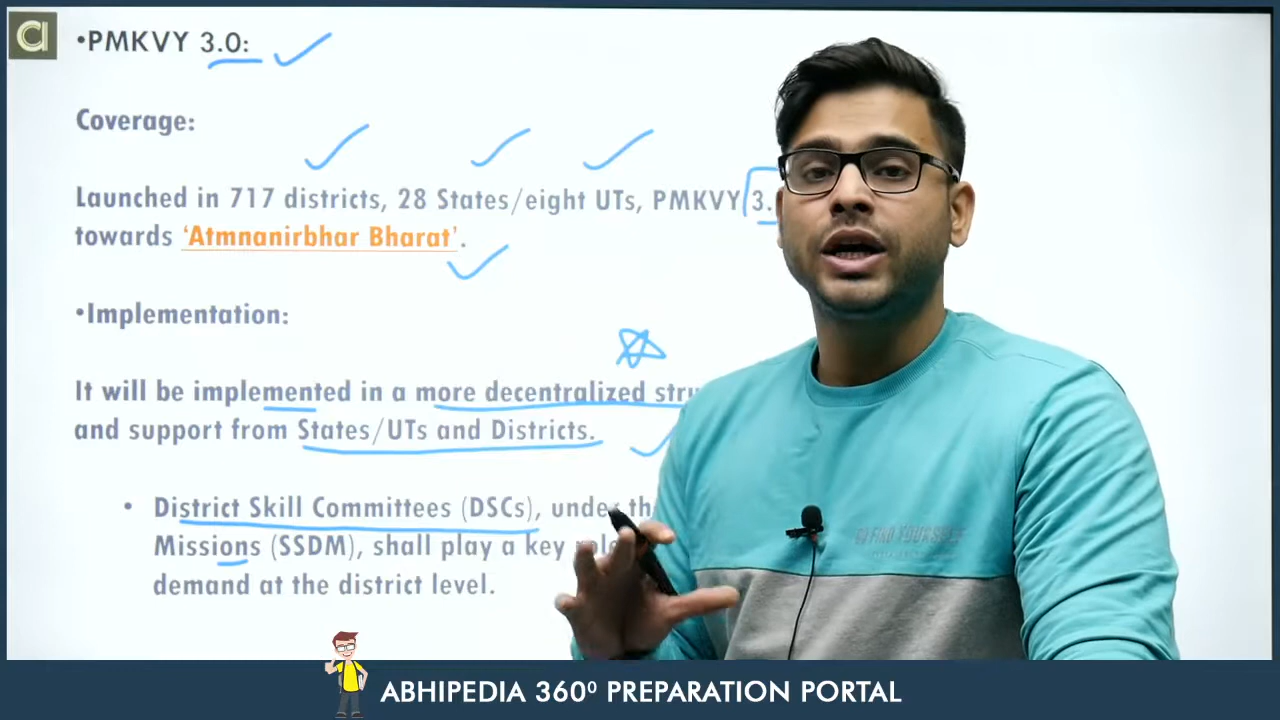 •PMKVY 3.0:
Coverage:
Launched in 717 districts, 28 States/eight UTs, PMKVY 3.
towards ‘Atmnanirbhar Bharat’.
•Implementation:
It will be implemented in a more decentralized
and support from States/UTs and Districts.
• District Skill Committees (DSCs), under
Missions (SSDM), shall play a key
demand at the district level.
FIND YOURSELF
ABHIPEDIA 360⁰ PREPARATION PORTAL